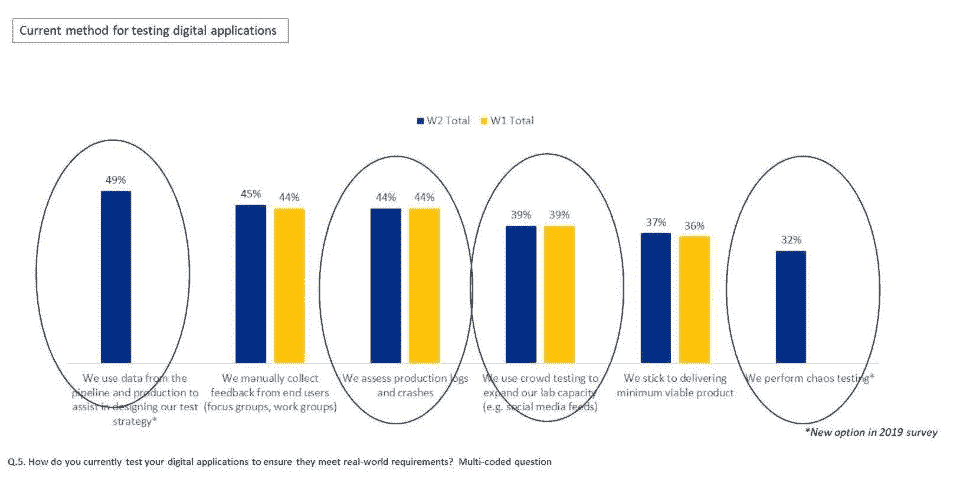 Current method for testing digital applications
W2 Total W1 Total
49%
45% 44%
44% 44%
39% 39%
37% 36%
32%
We use data from the
pipeline and production to
assist in designing our test
strategy*
We manually collect
feedback from end users
(focus groups, work groups)
We assess production logs
and crashes
We use crowd testing to
expand our lab capacity
(e.g. social media feeds)
We stick to delivering
minimum viable product
We perform chaos testing*
*New option in 2019 survey
Q.5. How do you currently test your digital applications to ensure they meet real-world requirements? Multi-coded question